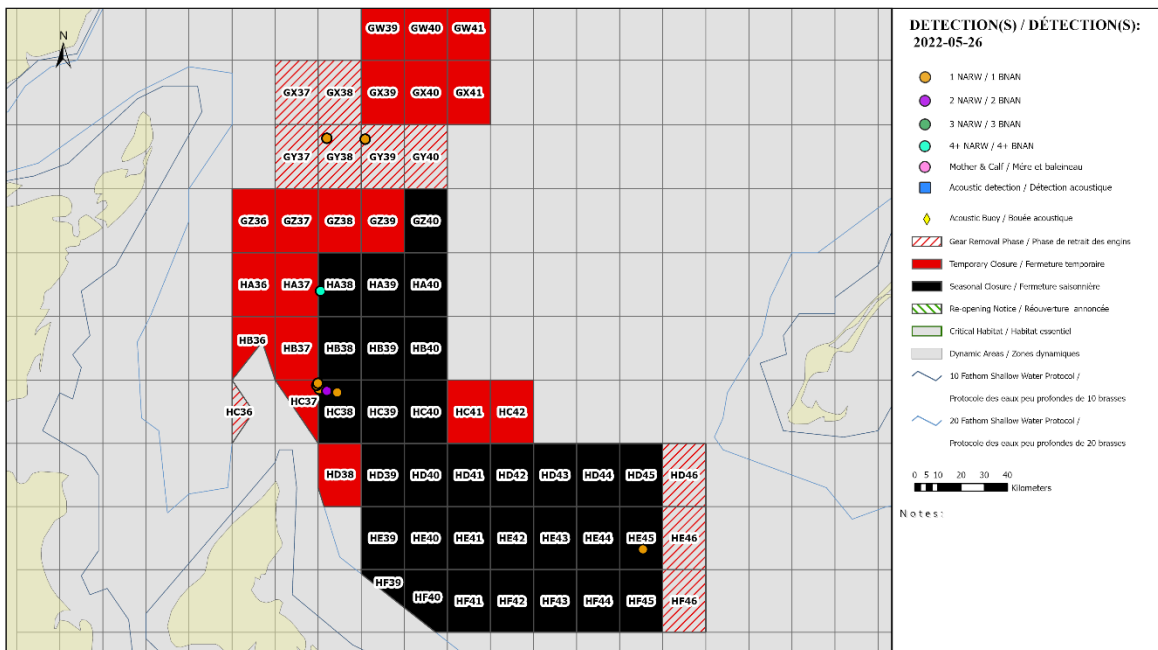 N
GW39 GW40 GW41
GX37 GX38 GX39 GX40 GX41
GY37 GY38 GY39 GY40
GZ36 GZ37 GZ38 GZ39 GZ40
HA36 HA37 HA38 HA39 HA40
HB36 HB37 HB38 HB39 HB40
HC36 HC37 HC38 HC39 HC40 HC41 HC42
HD38 HD39 HD40 HD41 HD42 HD43 HD44 HD45 HD46
HE39 HE40 HE41 HE42 HE43 HE44 HE45 HE46
HF39 HF40 HF41 HF42 HF43 HF44 HF45 HF46
DETECTION(S) / DÉTECTION(S):
2022-05-26
1 NARW / 1 BNAN
2 NARW / 2 BNAN
3 NARW / 3 BNAN
4+ NARW / 4+ BNAN
Mother & Calf / Mère et baleineau
Acoustic detection / Détection acoustique
Acoustic Buoy / Bouée acoustique
Gear Removal Phase / Phase de retrait des engins
Temporary Closure / Fermeture temporaire
Seasonal Closure / Fermeture saisonnière
Re-opening Notice / Réouverture annoncée
Critical Habitat / Habitat essentiel
Dynamic Areas / Zones dynamiques
10 Fathom Shallow Water Protocol /
Protocole des eaux peu profondes de 10 brasses
20 Fathom Shallow Water Protocol /
Protocole des eaux peu profondes de 20 brasses
0 5 10 20 30 40
Kilometers
Notes: